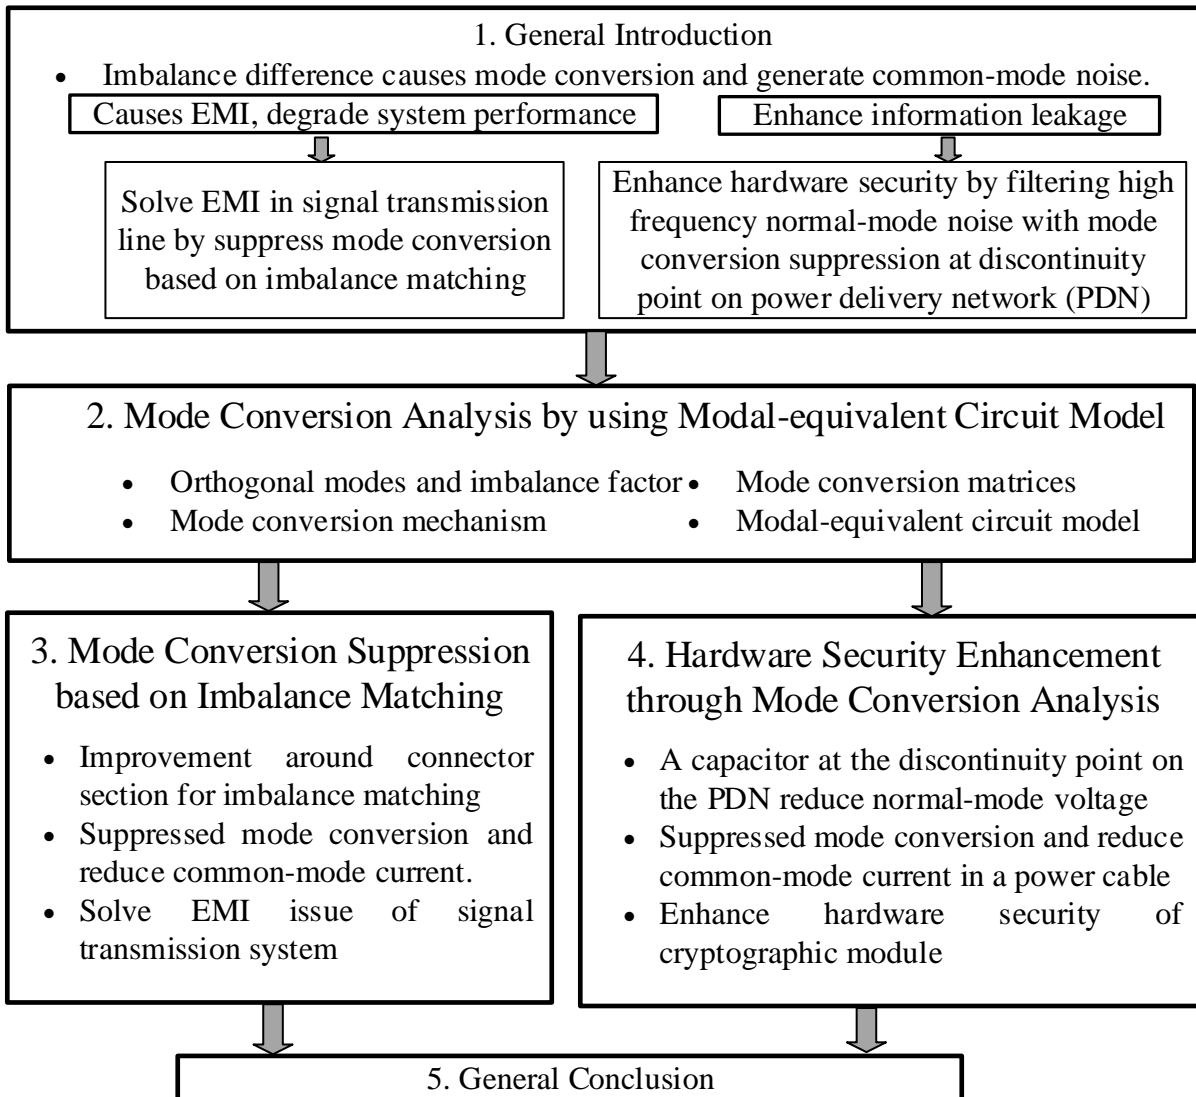 1. General Introduction
• Imbalance difference causes mode conversion and generate common-mode noise.
Causes EMI, degrade system performance
Enhance information leakage
Solve EMI in signal transmission
line by suppress mode conversion
based on imbalance matching
Enhance hardware security by filtering high
frequency normal-mode noise with mode
conversion suppression at discontinuity
point on power delivery network (PDN)
2. Mode Conversion Analysis by using Modal-equivalent Circuit Model
• Orthogonal modes and imbalance factor
• Mode conversion mechanism
• Mode conversion matrices
• Modal-equivalent circuit model
3. Mode Conversion Suppression
based on Imbalance Matching
• Improvement around connector
section for imbalance matching
• Suppressed mode conversion and
reduce common-mode current.
• Solve EMI issue of signal
transmission system
4. Hardware Security Enhancement
through Mode Conversion Analysis
• A capacitor at the discontinuity point on
the PDN reduce normal-mode voltage
• Suppressed mode conversion and reduce
common-mode current in a power cable
• Enhance hardware security of
cryptographic module
5. General Conclusion